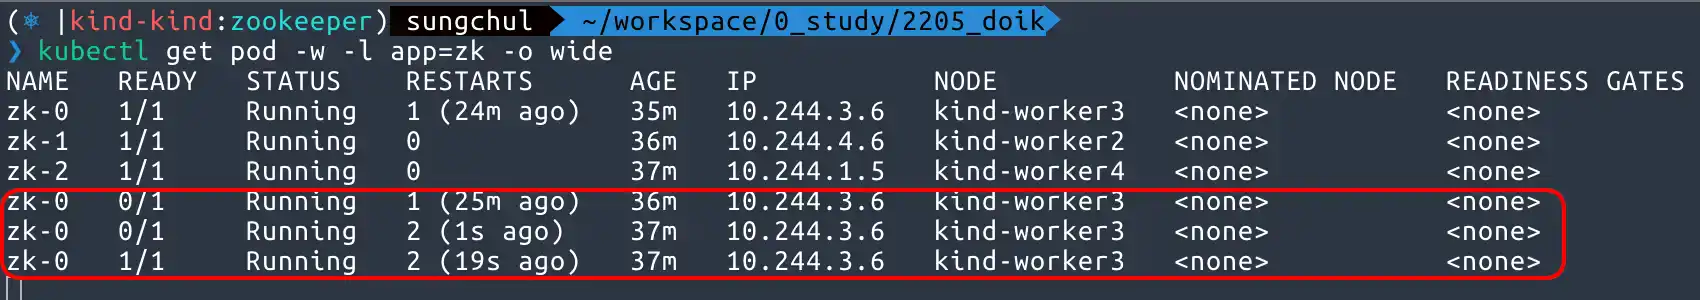 (⎈ |kind-kind:zookeeper) sungchul ~/workspace/0_study/2205_doik
❯ kubectl get pod -w -l app=zk -o wide
NAME READY STATUS RESTARTS AGE IP NODE NOMINATED NODE READINESS GATES
zk-0 1/1 Running 1 (24m ago) 35m 10.244.3.6 kind-worker3 <none> <none>
zk-1 1/1 Running 0 36m 10.244.4.6 kind-worker2 <none> <none>
zk-2 1/1 Running 0 37m 10.244.1.5 kind-worker4 <none> <none>
zk-0 0/1 Running 1 (25m ago) 36m 10.244.3.6 kind-worker3 <none> <none>
zk-0 0/1 Running 2 (1s ago) 37m 10.244.3.6 kind-worker3 <none> <none>
zk-0 1/1 Running 2 (19s ago) 37m 10.244.3.6 kind-worker3 <none> <none>